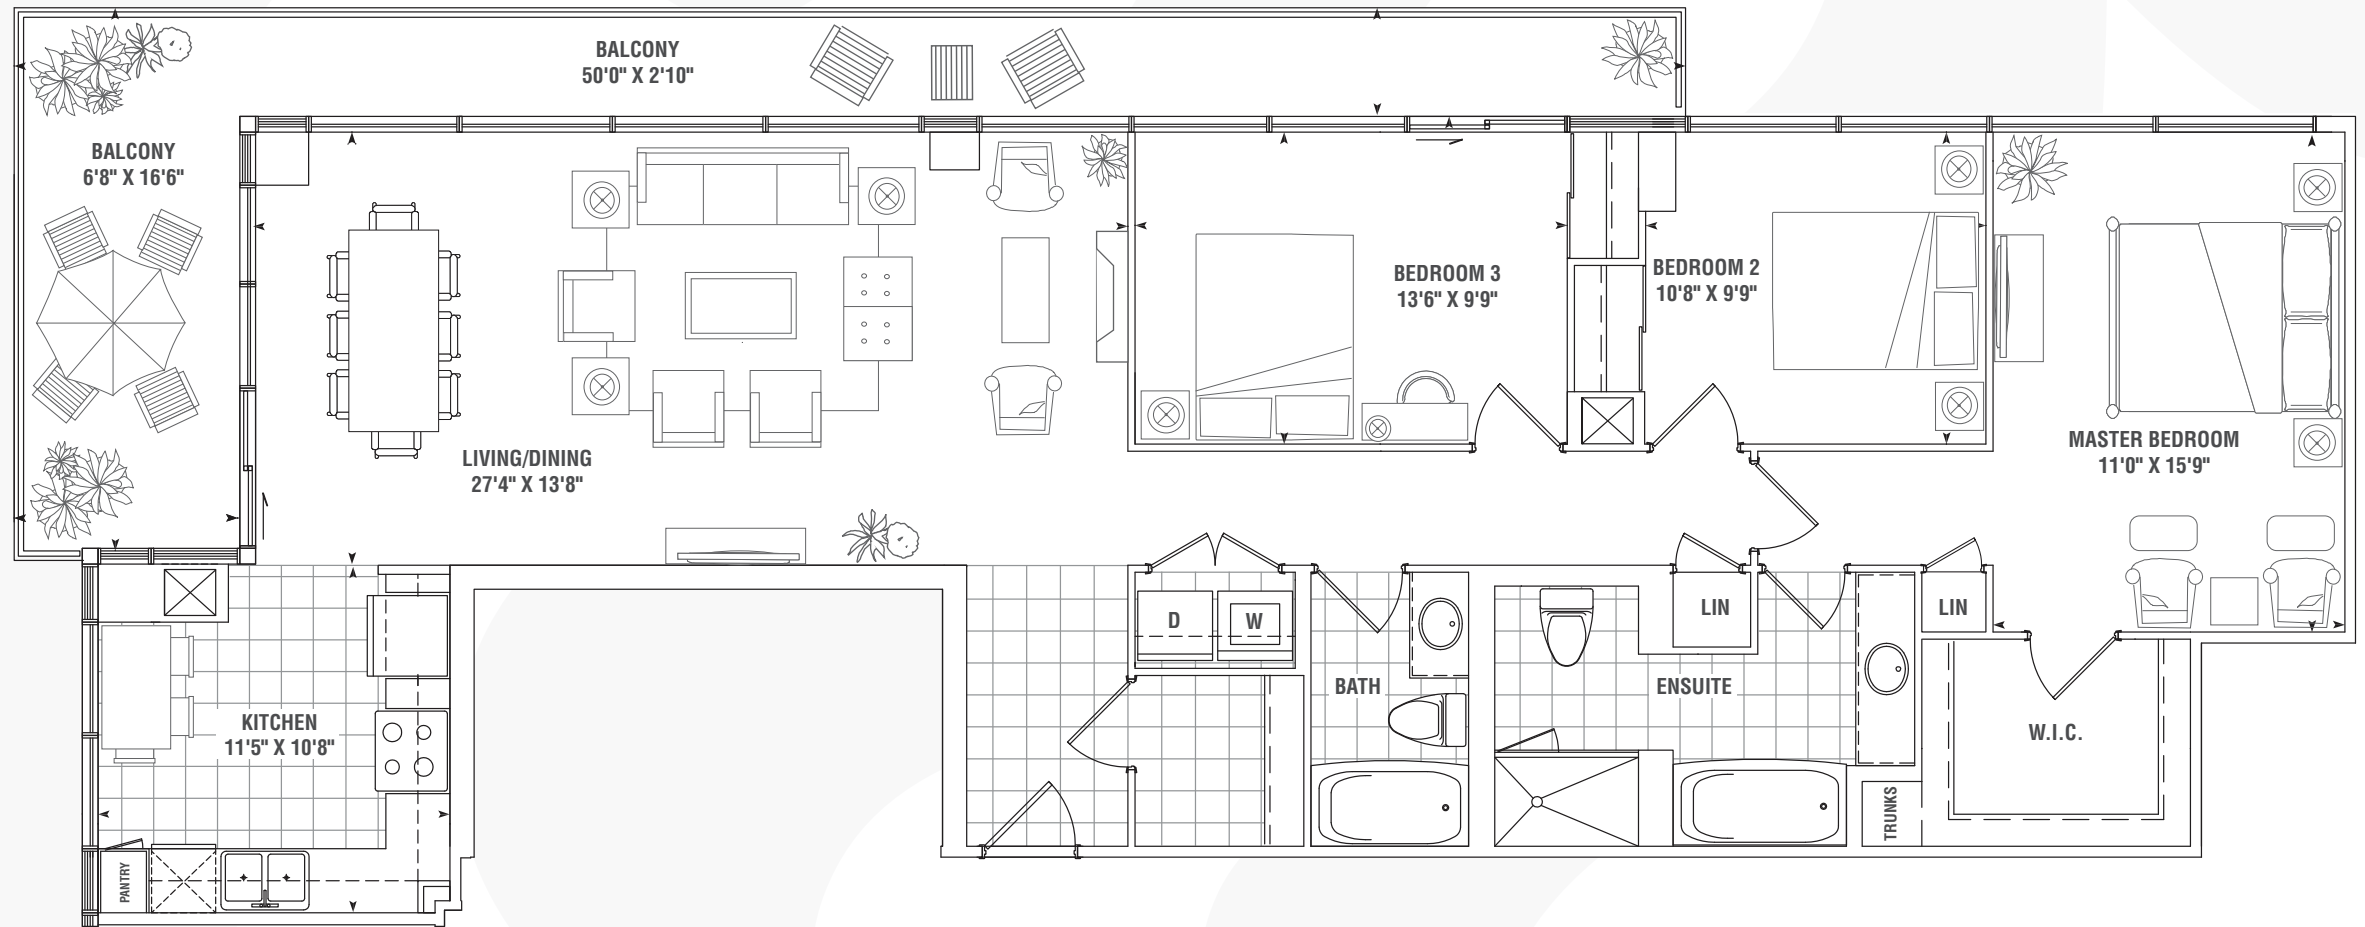 BALCONY
50'0" X 2'10"
BALCONY
6'8" X 16'6"
BEDROOM 3
13'6" X 9'9"
BEDROOM 2
10'8" X 9'9"
MASTER BEDROOM
11'0" X 15'9"
LIVING/DINING
27'4" X 13'8"
D
W
LIN
LIN
BATH
ENSUITE
W.I.C.
KITCHEN
11'5" X 10'8"
TRUNKS
PANTRY